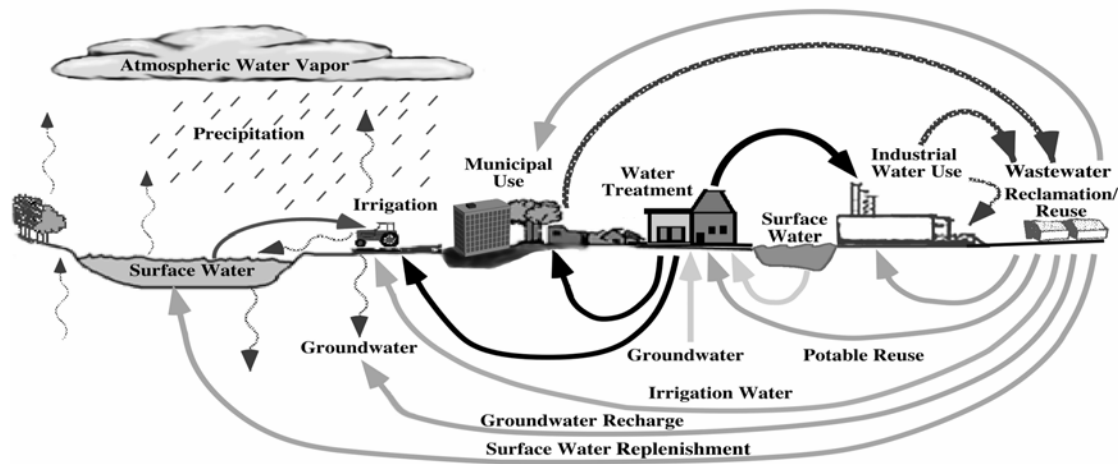 Atmospheric Water Vapor
Precipitation
Municipal
Use
Water
Treatment
Industrial
Water Use
Wastewater
Reclamation/
Reuse
Irrigation
Surface
Water
Surface Water
Groundwater
Groundwater
Potable Reuse
Irrigation Water
Groundwater Recharge
Surface Water Replenishment